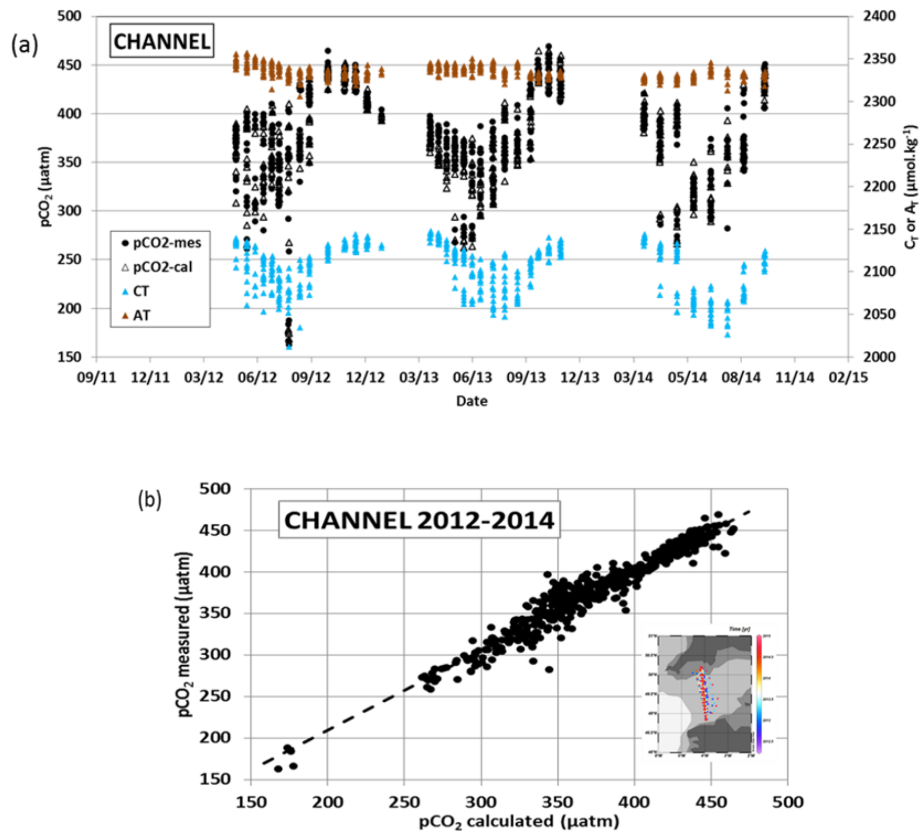 (a)
CHANNEL
500
450
400
350
300
250
200
150
pCO2 (µatm)
2400
2350
2300
2250
2200
2150
2100
2050
2000
CT or AT (µmol.kg-1)
pCO2-mes
pCO2-cal
CT
AT
09/11 12/11 03/12 06/12 09/12 12/12 03/13 06/13 09/13 12/13 03/14 05/14 08/14 11/14 02/15
Date
(b)
CHANNEL 2012-2014
500
450
400
350
300
250
200
150
pCO2 measured (µatm)
Time [yr]
150 200 250 300 350 400 450 500
pCO2 calculated (µatm)